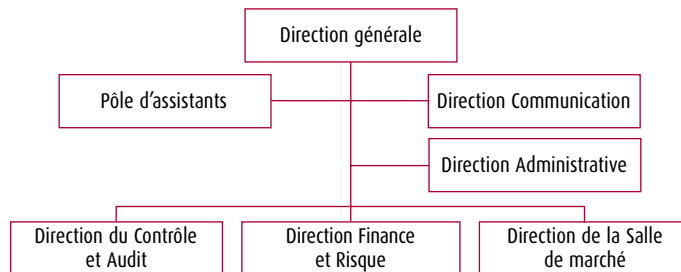 Direction générale
Pôle d'assistants
Direction Communication
Direction Administrative
Direction du Contrôle
et Audit
Direction Finance
et Risque
Direction de la Salle
de marché